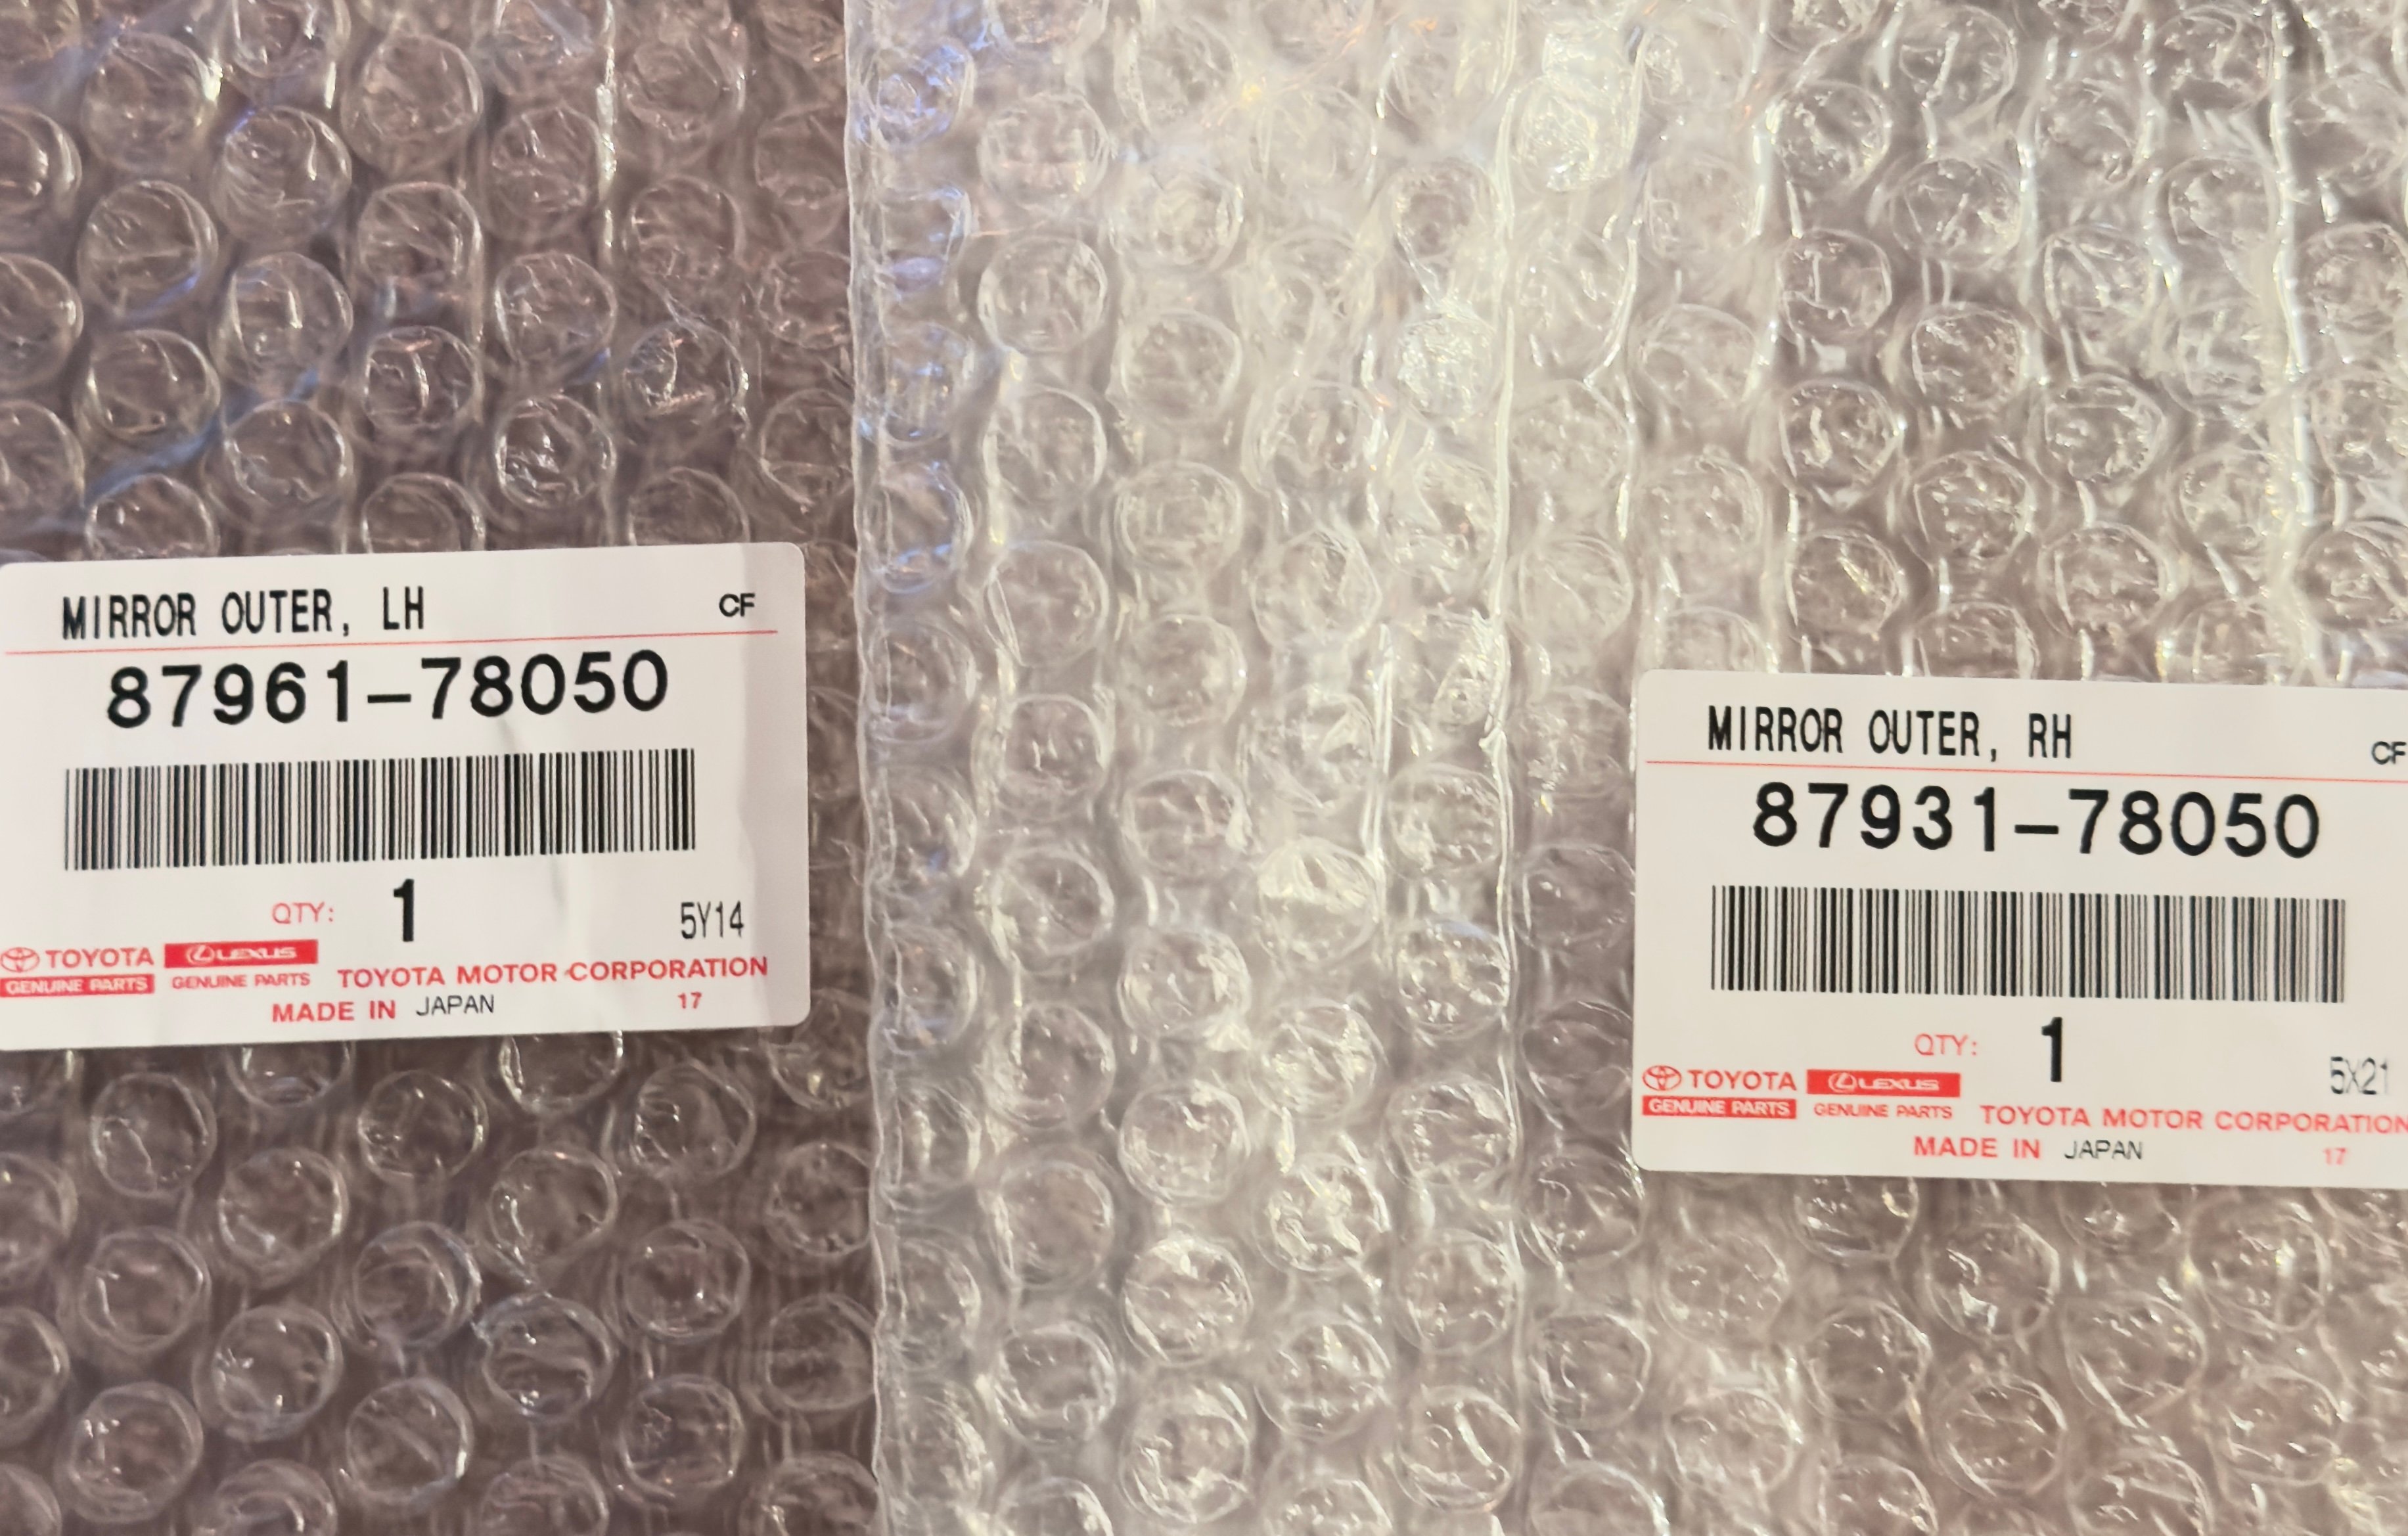 MIRROR OUTER, LH CF
87961-78050
QTY: 1 5Y14
TOYOTA LEXUS
GENUINE PARTS GENUINE PARTS TOYOTA MOTOR CORPORATION
MADE IN JAPAN 17
MIRROR OUTER, RH CF
87931-78050
QTY: 1 5X21
TOYOTA LEXUS
GENUINE PARTS GENUINE PARTS TOYOTA MOTOR CORPORATION
MADE IN JAPAN 17